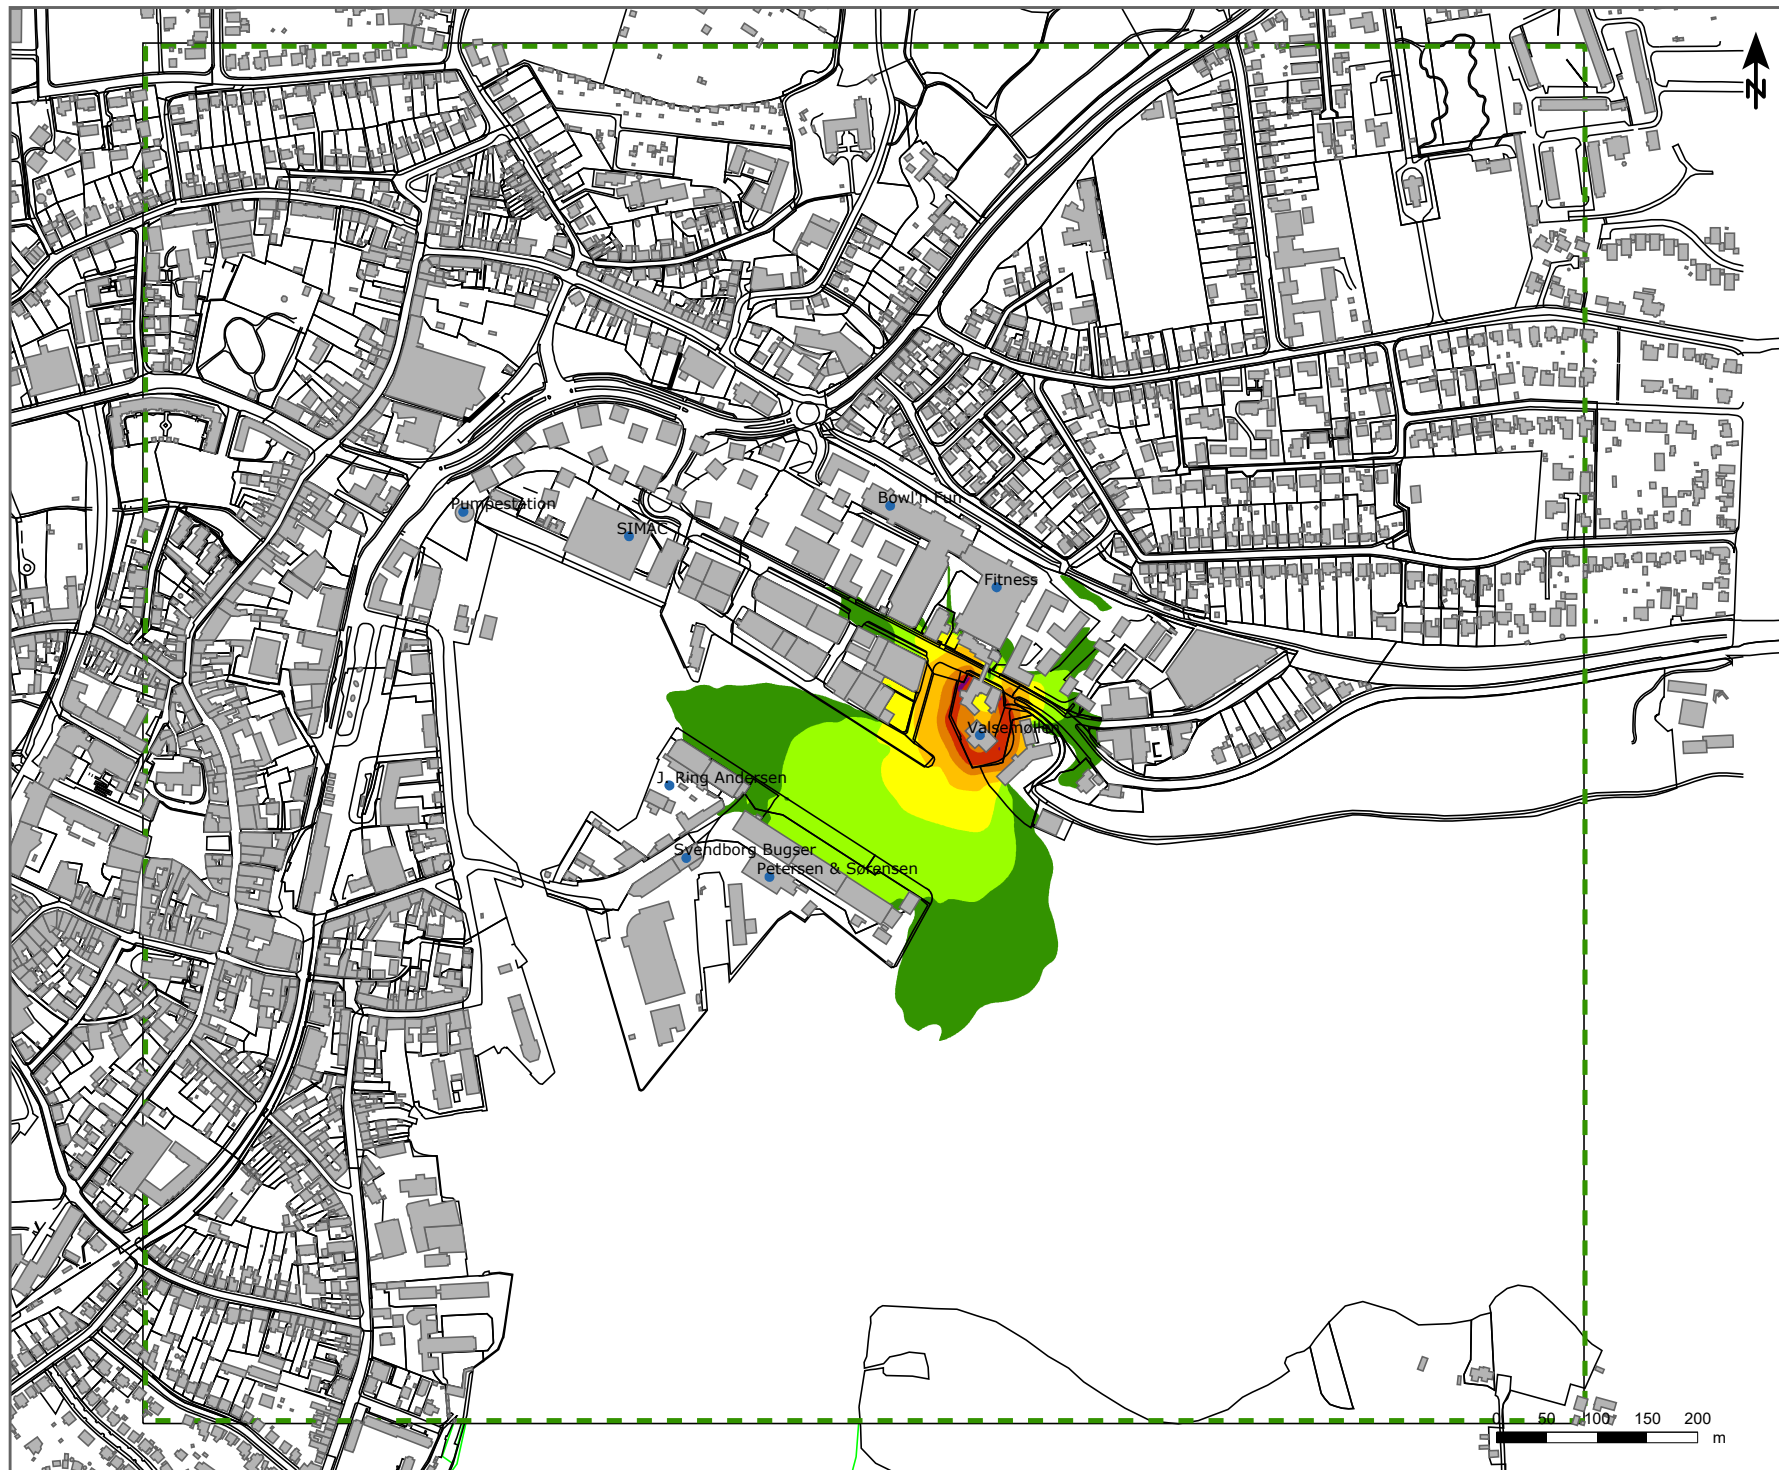 N
Bowl'n Fun
Pumpestation
SIMAC
Fitness
Valsemøllen
J. Ring Andersen
Svendborg Bugser
Petersen & Sørensen
0 50 100 150 200
m